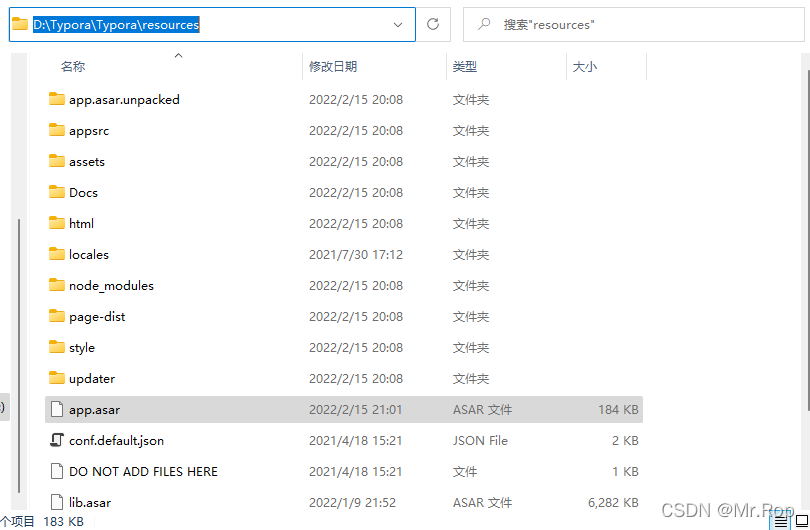 D:\Typora\Typora\resources 搜索"resources"
名称 修改日期 类型 大小
app.asar.unpacked 2022/2/15 20:08 文件夹
appsrc 2022/2/15 20:08 文件夹
assets 2022/2/15 20:08 文件夹
Docs 2022/2/15 20:08 文件夹
html 2022/2/15 20:08 文件夹
locales 2021/7/30 17:12 文件夹
node_modules 2022/2/15 20:08 文件夹
page-dist 2022/2/15 20:08 文件夹
style 2022/2/15 20:08 文件夹
updater 2022/2/15 20:08 文件夹
app.asar 2022/2/15 21:01 ASAR 文件 184 KB
conf.default.json 2021/4/18 15:21 JSON File 2 KB
DO NOT ADD FILES HERE 2021/4/18 15:21 文件 1 KB
lib.asar 2022/1/9 21:52 ASAR 文件 6,282 KB
个项目 183 KB
CSDN @Mr.Pop